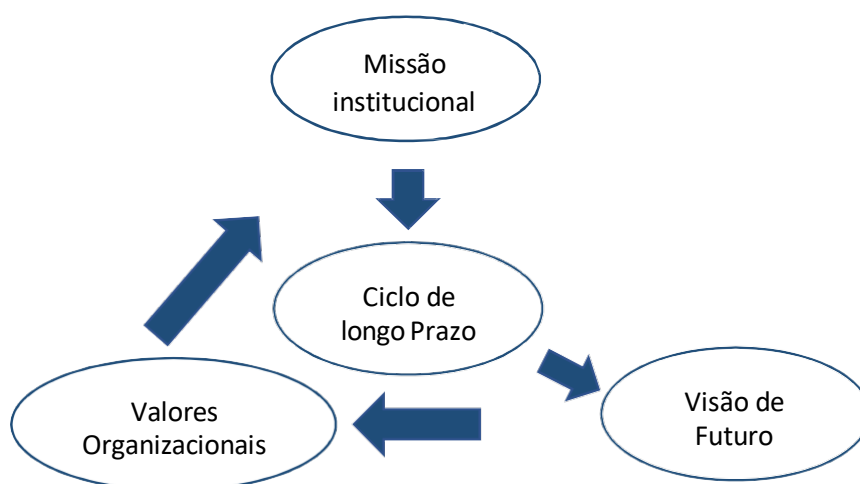 Missão
institucional
Ciclo de
longo Prazo
Valores
Organizacionais
Visão de
Futuro